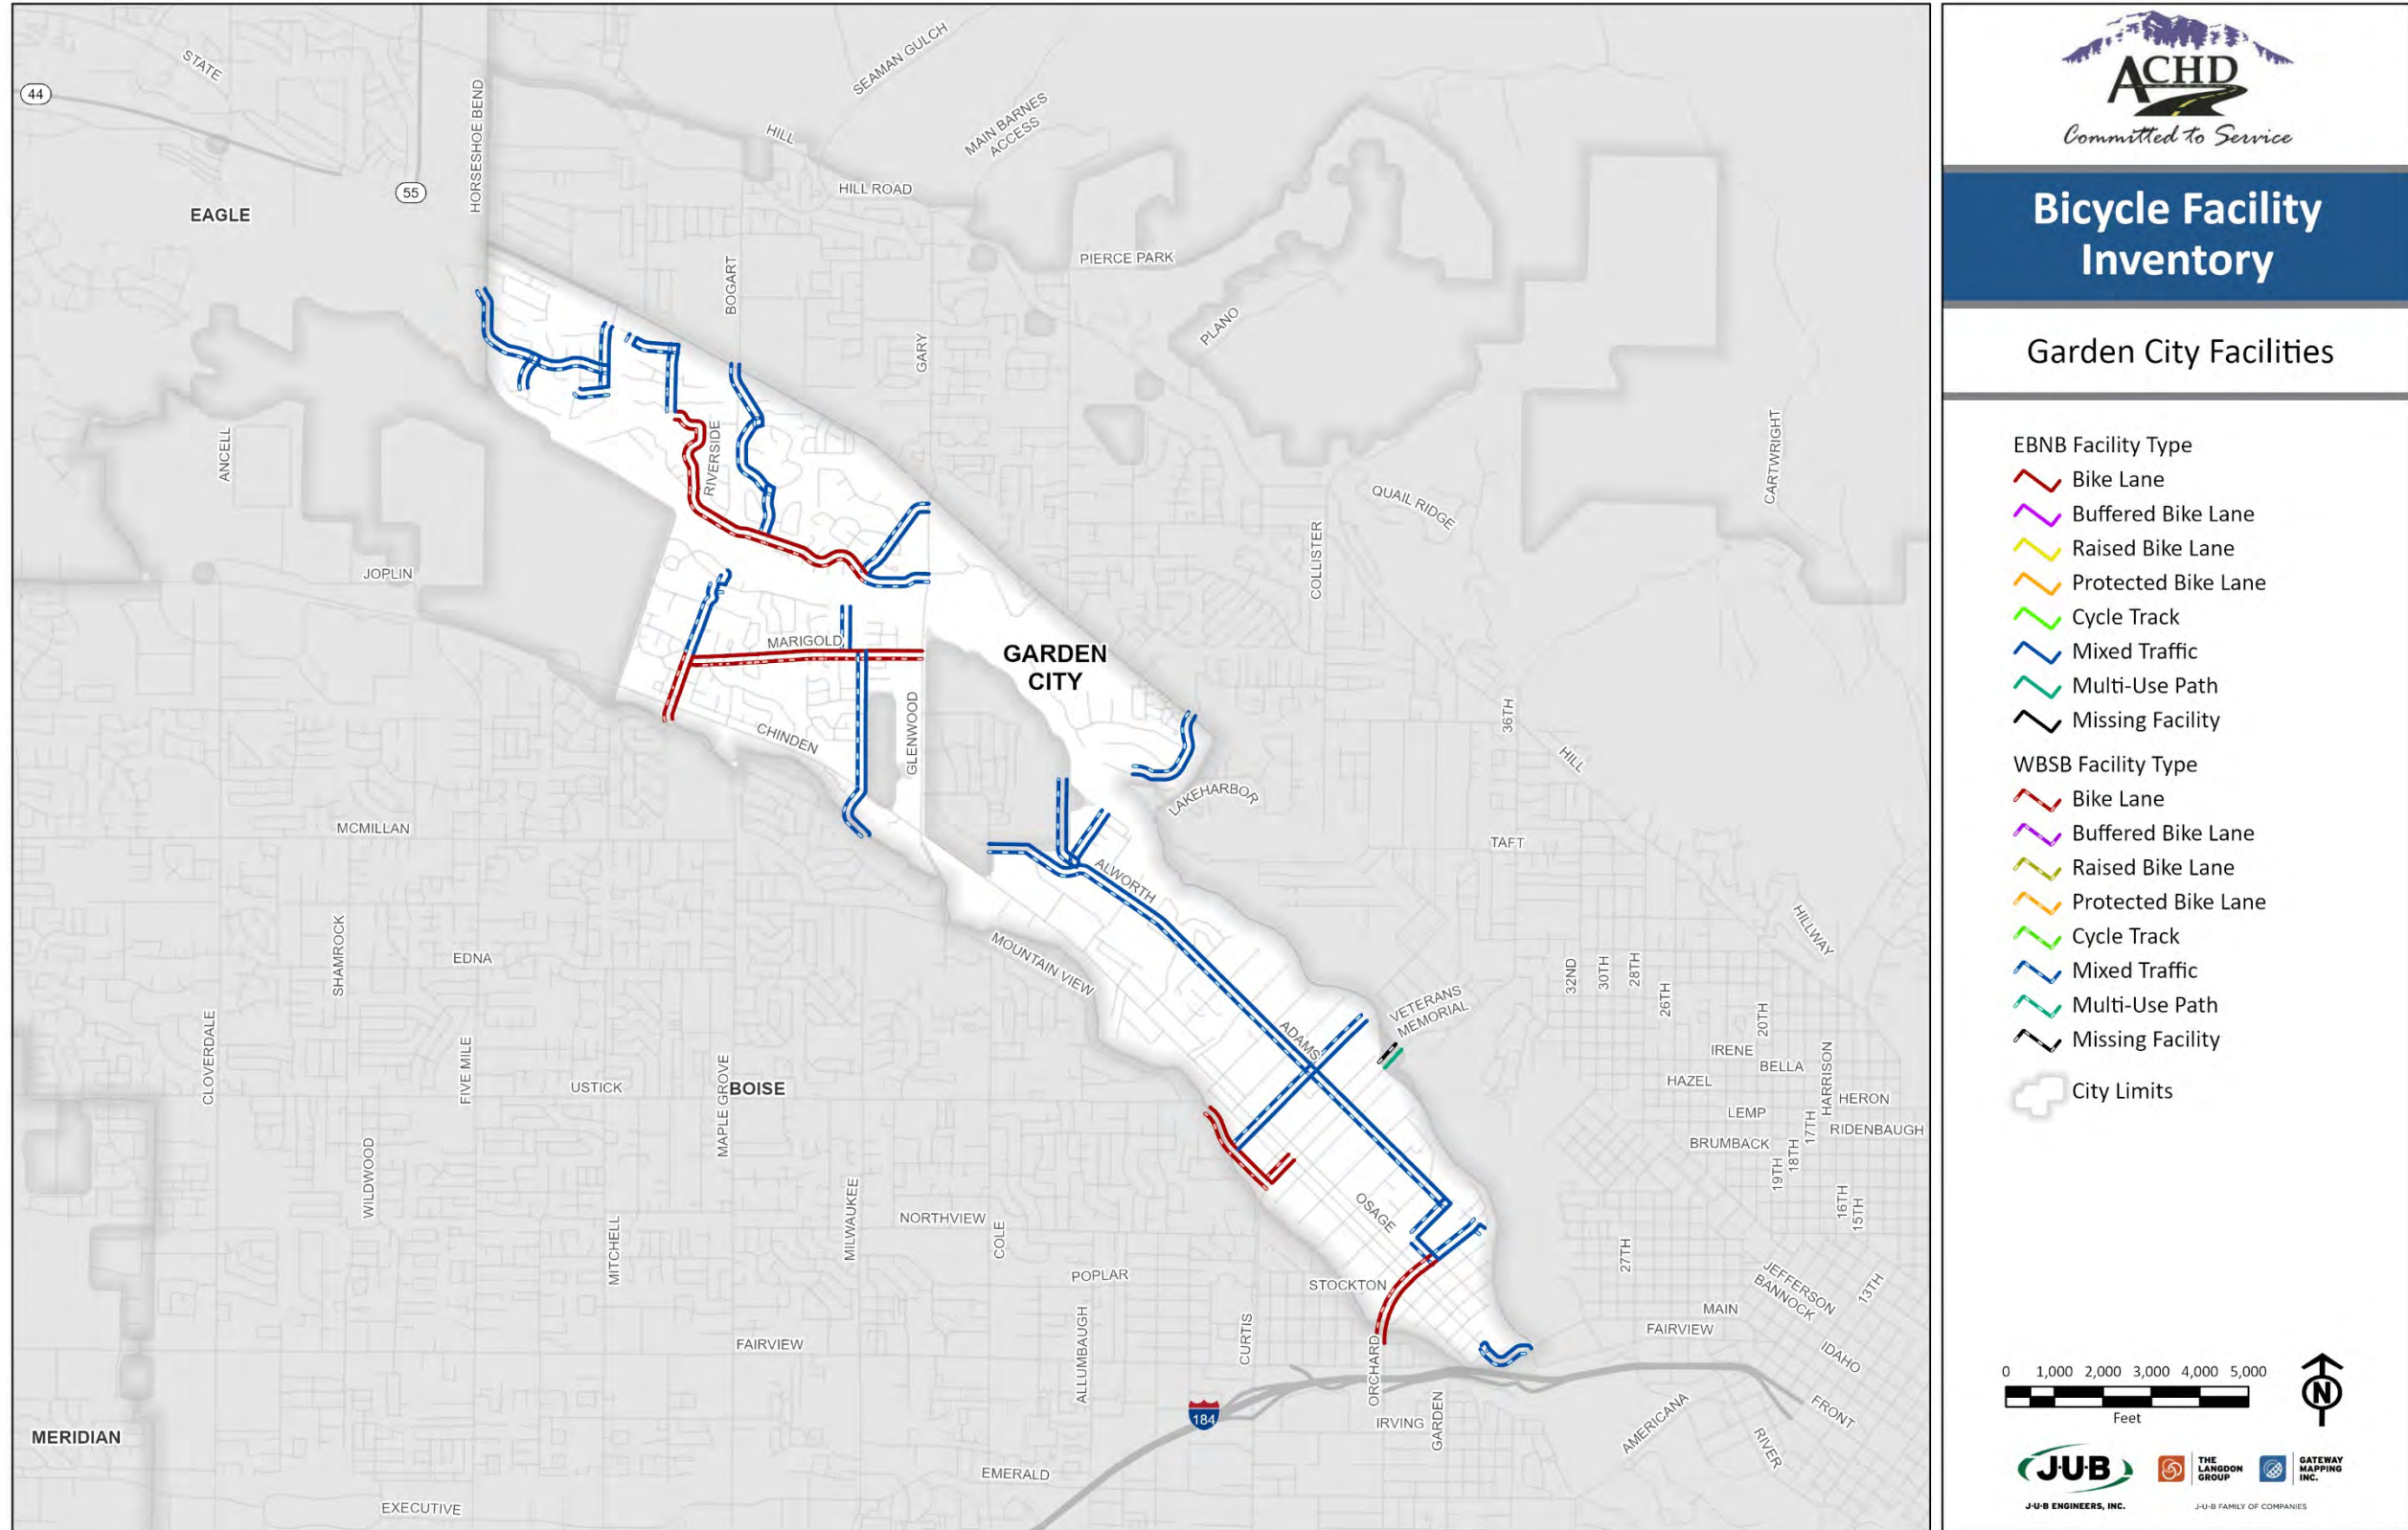 STATE
44
HORSESHOE BEND
SEAMAN GULCH
HILL
MAIN BARNES
ACCESS
55
HILL ROAD
EAGLE
PIERCE PARK
BOGART
GARY
PLANO
ANCELL
RIVERSIDE
CARTWRIGHT
QUAIL RIDGE
COLLISTER
JOPLIN
MARIGOLD
GARDEN
CITY
GLENWOOD
CHINDEN
36TH
HILL
LAKEHARBOR
MCMILLAN
TAFT
ALWORTH
SHAMROCK
EDNA
MOUNTAIN VIEW
HILLWAY
32ND
30TH
28TH
26TH
20TH
VETERANS
MEMORIAL
ADAMS
CLOVERDALE
FIVE MILE
USTICK
MAPLE GROVE
BOISE
IRENE
BELLA
HAZEL
HARRISON
HERON
LEMP
RIDENBAUGH
BRUMBACK
17TH
18TH
19TH
WILDWOOD
MITCHELL
MILWAUKEE
NORTHVIEW
COLE
OSAGE
16TH
15TH
27TH
POPLAR
STOCKTON
JEFFERSON
BANNOCK
13TH
MAIN
FAIRVIEW
FAIRVIEW
ALLUMBAUGH
CURTIS
ORCHARD
IDAHO
184
IRVING
GARDEN
AMERICANA
FRONT
RIVER
MERIDIAN
EMERALD
EXECUTIVE
ACHD
Committed to Service
Bicycle Facility
Inventory
Garden City Facilities
EBNB Facility Type
Bike Lane
Buffered Bike Lane
Raised Bike Lane
Protected Bike Lane
Cycle Track
Mixed Traffic
Multi-Use Path
Missing Facility
WBSB Facility Type
Bike Lane
Buffered Bike Lane
Raised Bike Lane
Protected Bike Lane
Cycle Track
Mixed Traffic
Multi-Use Path
Missing Facility
City Limits
0 1,000 2,000 3,000 4,000 5,000
Feet
N
J·U·B
J·U·B ENGINEERS, INC.
THE
LANGDON
GROUP
GATEWAY
MAPPING
INC.
J·U·B FAMILY OF COMPANIES